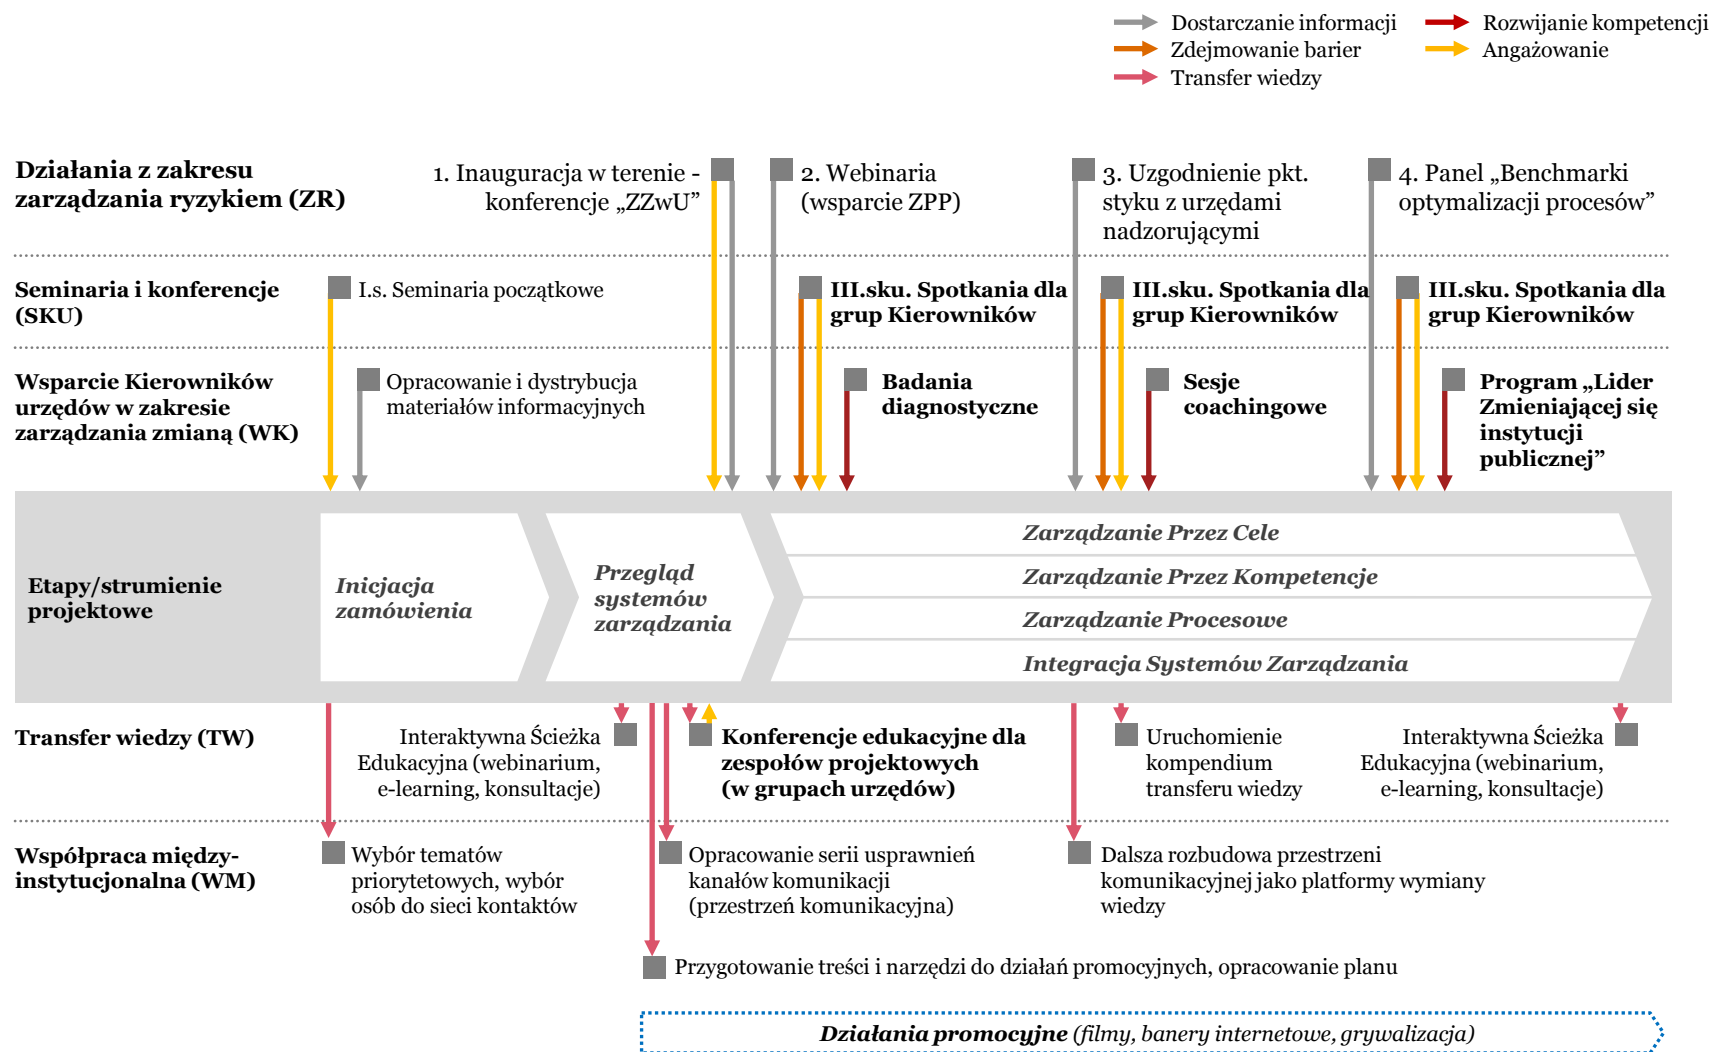 Dostarczanie informacji
Rozwijanie kompetencji
Zdejmowanie barier
Angażowanie
Transfer wiedzy
Działania z zakresu
zarządzania ryzykiem (ZR)
1. Inauguracja w terenie -
konferencje „ZZwU”
2. Webinaria
(wsparcie ZPP)
3. Uzgodnienie pkt.
styku z urzędami
nadzorującymi
4. Panel „Benchmarki
optymalizacji procesów”
Seminaria i konferencje
(SKU)
I.s. Seminaria początkowe
III.sku. Spotkania dla
grup Kierowników
III.sku. Spotkania dla
grup Kierowników
III.sku. Spotkania dla
grup Kierowników
Wsparcie Kierowników
urzędów w zakresie
zarządzania zmianą (WK)
Opracowanie i dystrybucja
materiałów informacyjnych
Badania
diagnostyczne
Sesje
coachingowe
Program „Lider
Zmieniającej się
instytucji
publicznej”
Etapy/strumienie
projektowe
Inicjacja
zamówienia
Przegląd
systemów
zarządzania
Zarządzanie Przez Cele
Zarządzanie Przez Kompetencje
Zarządzanie Procesowe
Integracja Systemów Zarządzania
Transfer wiedzy (TW)
Interaktywna Ścieżka
Edukacyjna (webinarium,
e-learning, konsultacje)
Konferencje edukacyjne dla
zespołów projektowych
(w grupach urzędów)
Uruchomienie
kompendium
transferu wiedzy
Interaktywna Ścieżka
Edukacyjna (webinarium,
e-learning, konsultacje)
Współpraca między-
instytucjonalna (WM)
Wybór tematów
priorytetowych, wybór
osób do sieci kontaktów
Opracowanie serii usprawnień
kanałów komunikacji
(przestrzeń komunikacyjna)
Dalsza rozbudowa przestrzeni
komunikacyjnej jako platformy wymiany
wiedzy
Przygotowanie treści i narzędzi do działań promocyjnych, opracowanie planu
Działania promocyjne (filmy, banery internetowe, grywalizacja)